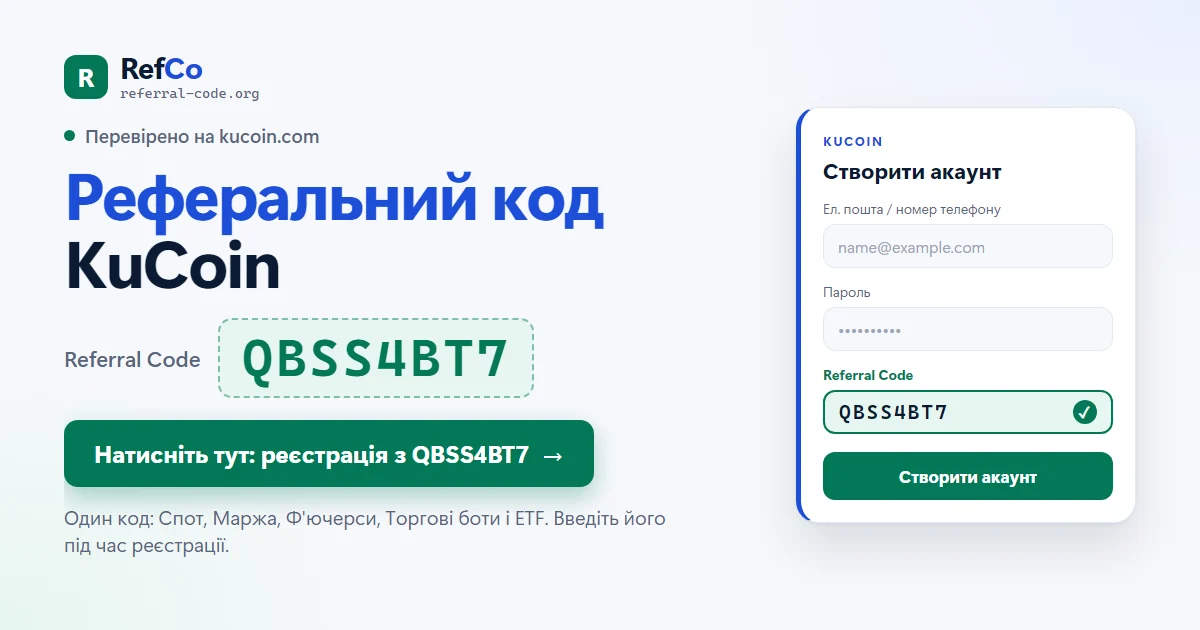 R
RefCo
referral-code.org
Перевірено на kucoin.com
Реферальний код
KuCoin
Referral Code
QBSS4BT7
Натисніть тут: реєстрація з QBSS4BT7 →
Один код: Спот, Маржа, Ф'ючерси, Торгові боти і ETF. Введіть його
під час реєстрації.
KUCOIN
Створити акаунт
Ел. пошта / номер телефону
name@example.com
Пароль
••••••••••
Referral Code
QBSS4BT7
Створити акаунт